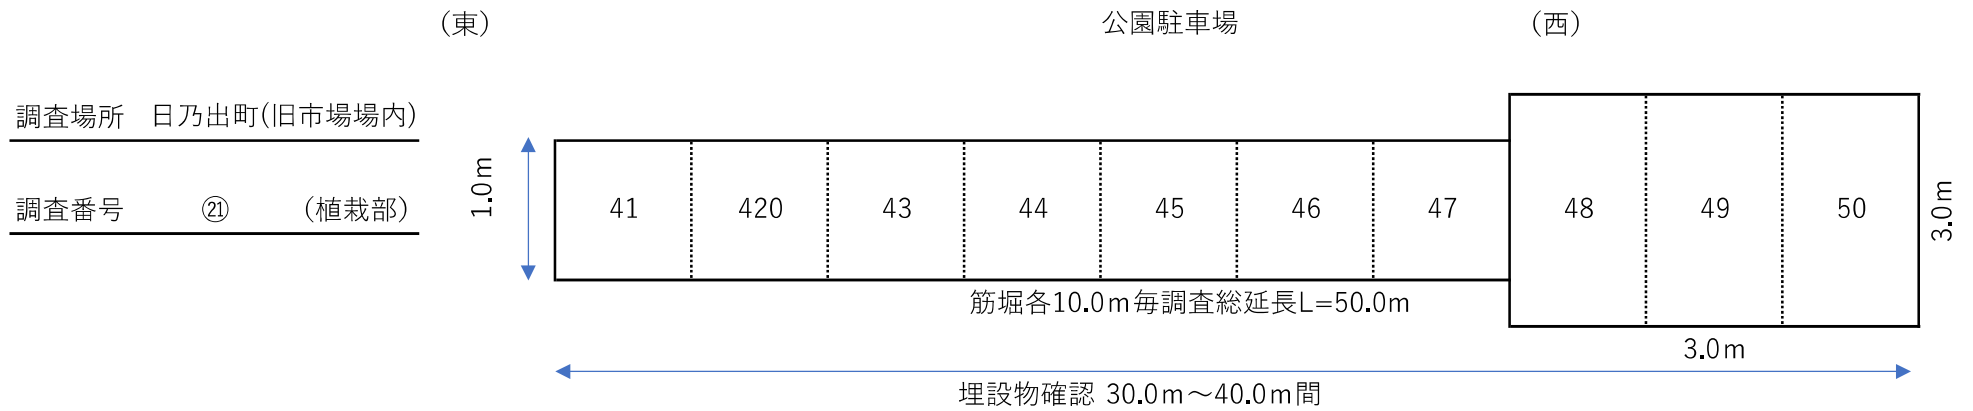 (東)
公園駐車場
(西)
調査場所 日乃出町(旧市場場内)
調査番号 ㉑ (植栽部)
1.0m
41 420 43 44 45 46 47 48 49 50
3.0m
筋堀各10.0m毎調査総延長L=50.0m
3.0m
埋設物確認 30.0m～40.0m間